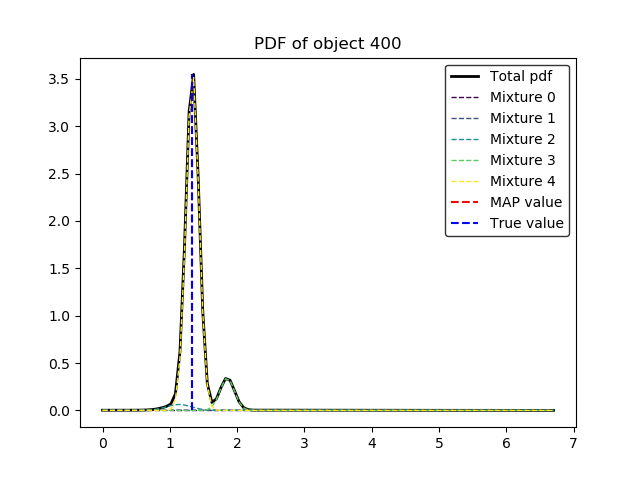 PDF of object 400
Total pdf
Mixture 0
Mixture 1
Mixture 2
Mixture 3
Mixture 4
MAP value
True value
3.5
3.0
2.5
2.0
1.5
1.0
0.5
0.0
0 1 2 3 4 5 6 7